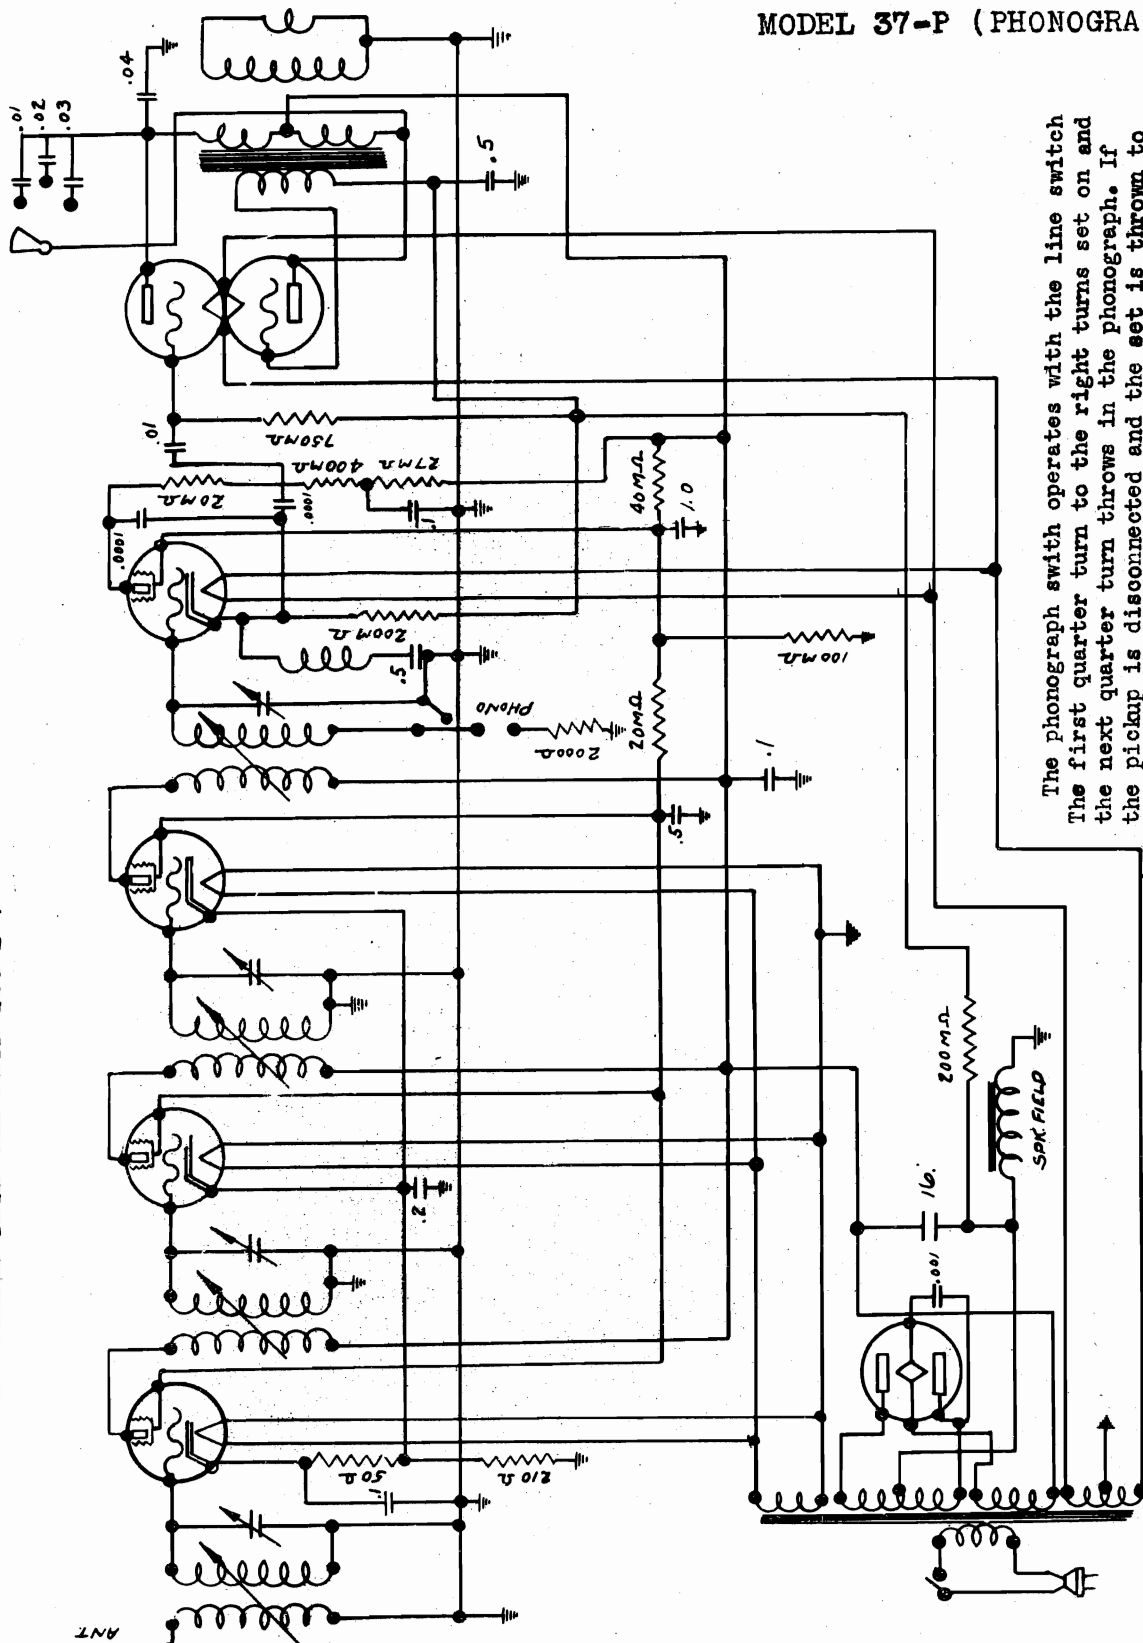 MODEL 37-P (PHONOGRA
The phonograph swith operates with the line switch
The first quarter turn to the right turns set on and
the next quarter turn throws in the phonograph. If
the pickup is disconnected and the set is thrown to
.01
.02
.03
.04
.5
.01
750MΩ
20MΩ
400MΩ
27MΩ
.0001
.0001
.1
40MΩ
1.0
200MΩ
.5
100MΩ
PHONO
2000Ω
20MΩ
.1
.5
.2
200MΩ
SPK. FIELD
16.
.001
50Ω
210Ω
.1
ANT